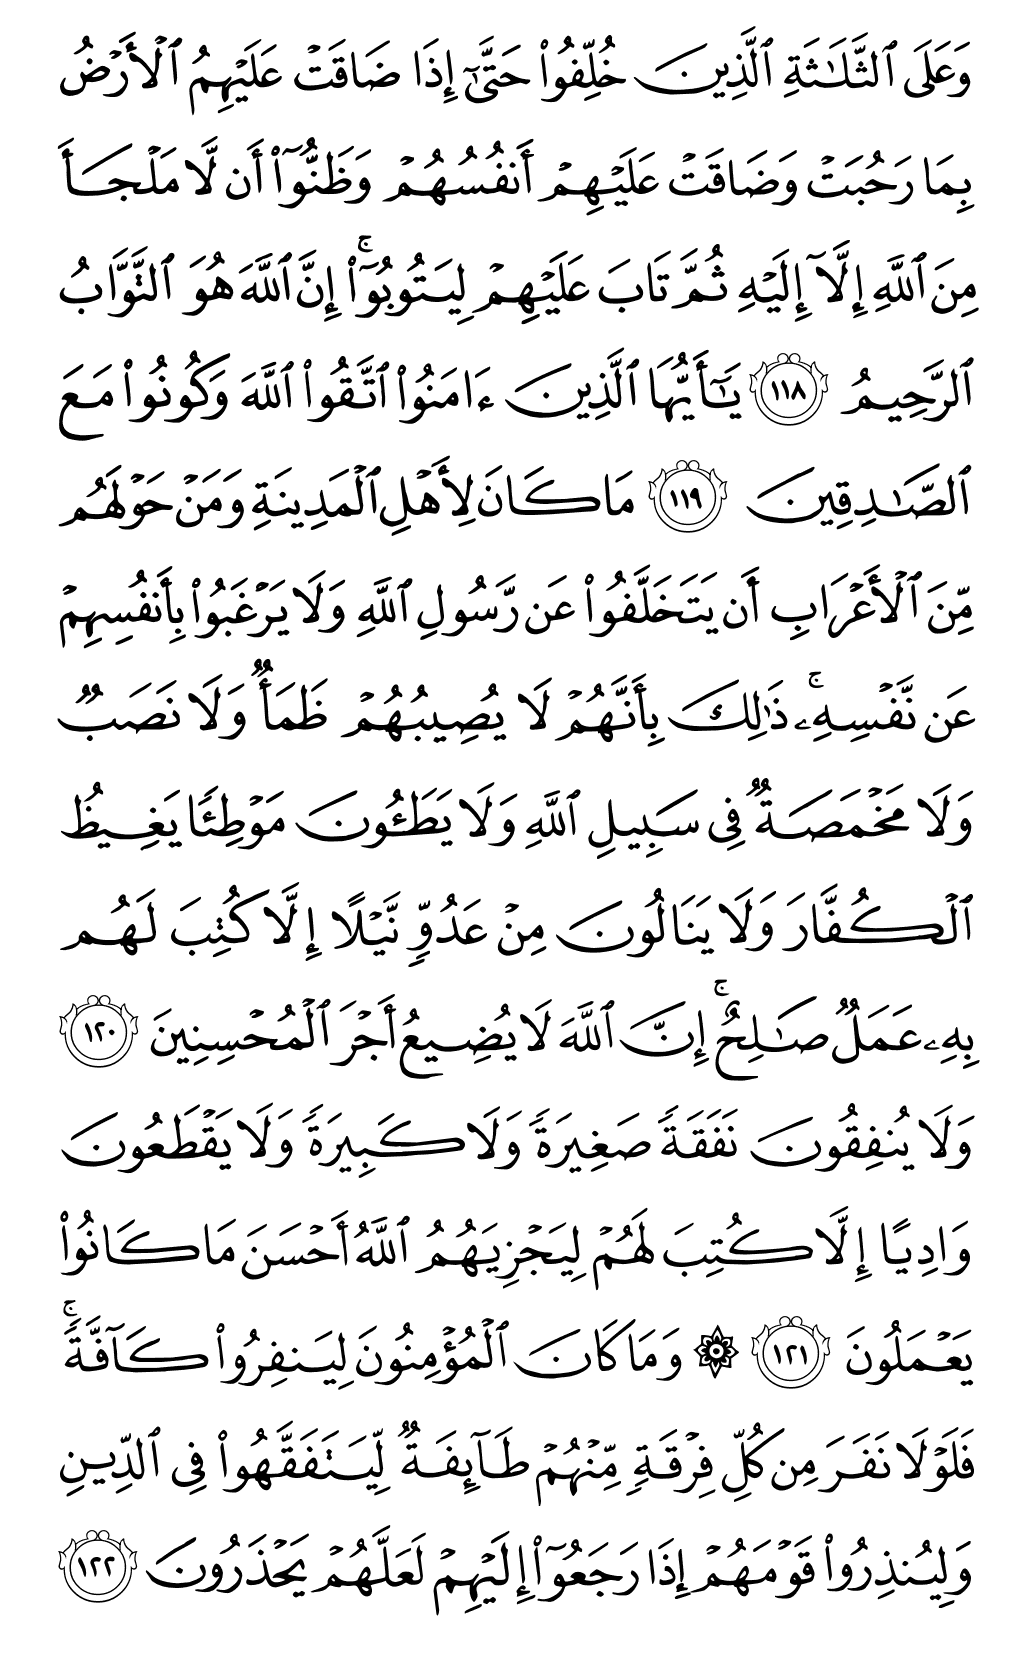 وَعَلَى ٱلثَّلَٰثَةِ ٱلَّذِينَ خُلِّفُوا۟ حَتَّىٰٓ إِذَا ضَاقَتْ عَلَيْهِمُ ٱلْأَرْضُ
بِمَا رَحُبَتْ وَضَاقَتْ عَلَيْهِمْ أَنفُسُهُمْ وَظَنُّوٓا۟ أَن لَّا مَلْجَأَ
مِنَ ٱللَّهِ إِلَّآ إِلَيْهِ ثُمَّ تَابَ عَلَيْهِمْ لِيَتُوبُوٓا۟ ۚ إِنَّ ٱللَّهَ هُوَ ٱلتَّوَّابُ
ٱلرَّحِيمُ ١١٨ يَٰٓأَيُّهَا ٱلَّذِينَ ءَامَنُوا۟ ٱتَّقُوا۟ ٱللَّهَ وَكُونُوا۟ مَعَ
ٱلصَّٰدِقِينَ ١١٩ مَا كَانَ لِأَهْلِ ٱلْمَدِينَةِ وَمَنْ حَوْلَهُم
مِّنَ ٱلْأَعْرَابِ أَن يَتَخَلَّفُوا۟ عَن رَّسُولِ ٱللَّهِ وَلَا يَرْغَبُوا۟ بِأَنفُسِهِمْ
عَن نَّفْسِهِۦ ۚ ذَٰلِكَ بِأَنَّهُمْ لَا يُصِيبُهُمْ ظَمَأٌ وَلَا نَصَبٌ
وَلَا مَخْمَصَةٌ فِى سَبِيلِ ٱللَّهِ وَلَا يَطَـُٔونَ مَوْطِئًا يَغِيظُ
ٱلْكُفَّارَ وَلَا يَنَالُونَ مِنْ عَدُوٍّ نَّيْلًا إِلَّا كُتِبَ لَهُم
بِهِۦ عَمَلٌ صَٰلِحٌ ۚ إِنَّ ٱللَّهَ لَا يُضِيعُ أَجْرَ ٱلْمُحْسِنِينَ ١٢٠
وَلَا يُنفِقُونَ نَفَقَةً صَغِيرَةً وَلَا كَبِيرَةً وَلَا يَقْطَعُونَ
وَادِيًا إِلَّا كُتِبَ لَهُمْ لِيَجْزِيَهُمُ ٱللَّهُ أَحْسَنَ مَا كَانُوا۟
يَعْمَلُونَ ١٢١ ۞ وَمَا كَانَ ٱلْمُؤْمِنُونَ لِيَنفِرُوا۟ كَآفَّةً ۚ
فَلَوْلَا نَفَرَ مِن كُلِّ فِرْقَةٍ مِّنْهُمْ طَآئِفَةٌ لِّيَتَفَقَّهُوا۟ فِى ٱلدِّينِ
وَلِيُنذِرُوا۟ قَوْمَهُمْ إِذَا رَجَعُوٓا۟ إِلَيْهِمْ لَعَلَّهُمْ يَحْذَرُونَ ١٢٢